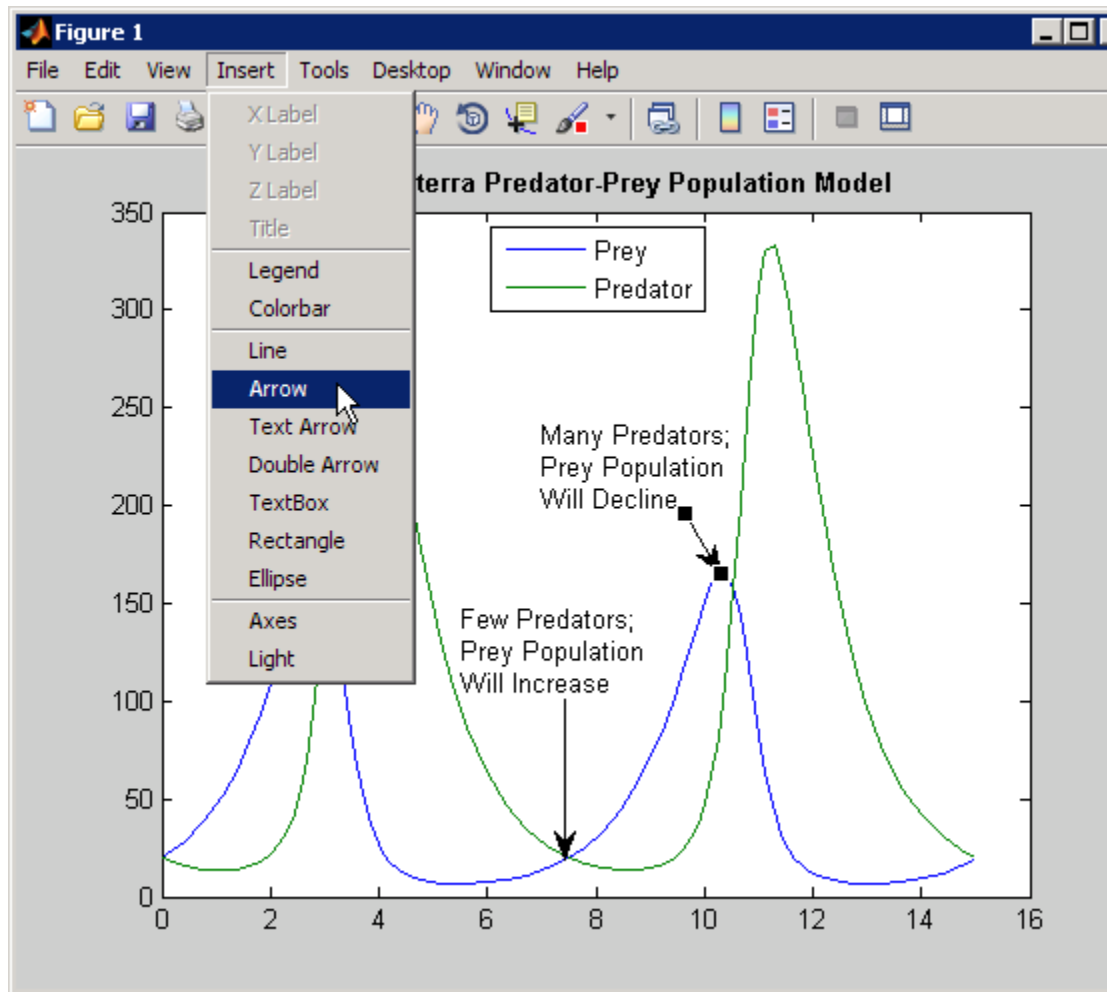 Figure 1
File Edit View Insert Tools Desktop Window Help
X Label
Y Label
Z Label
Title
Legend
Colorbar
Line
Arrow
Text Arrow
Double Arrow
TextBox
Rectangle
Ellipse
Axes
Light
terra Predator-Prey Population Model
Prey
Predator
Many Predators;
Prey Population
Will Decline
Few Predators;
Prey Population
Will Increase
350
300
250
200
150
100
50
0
0 2 4 6 8 10 12 14 16